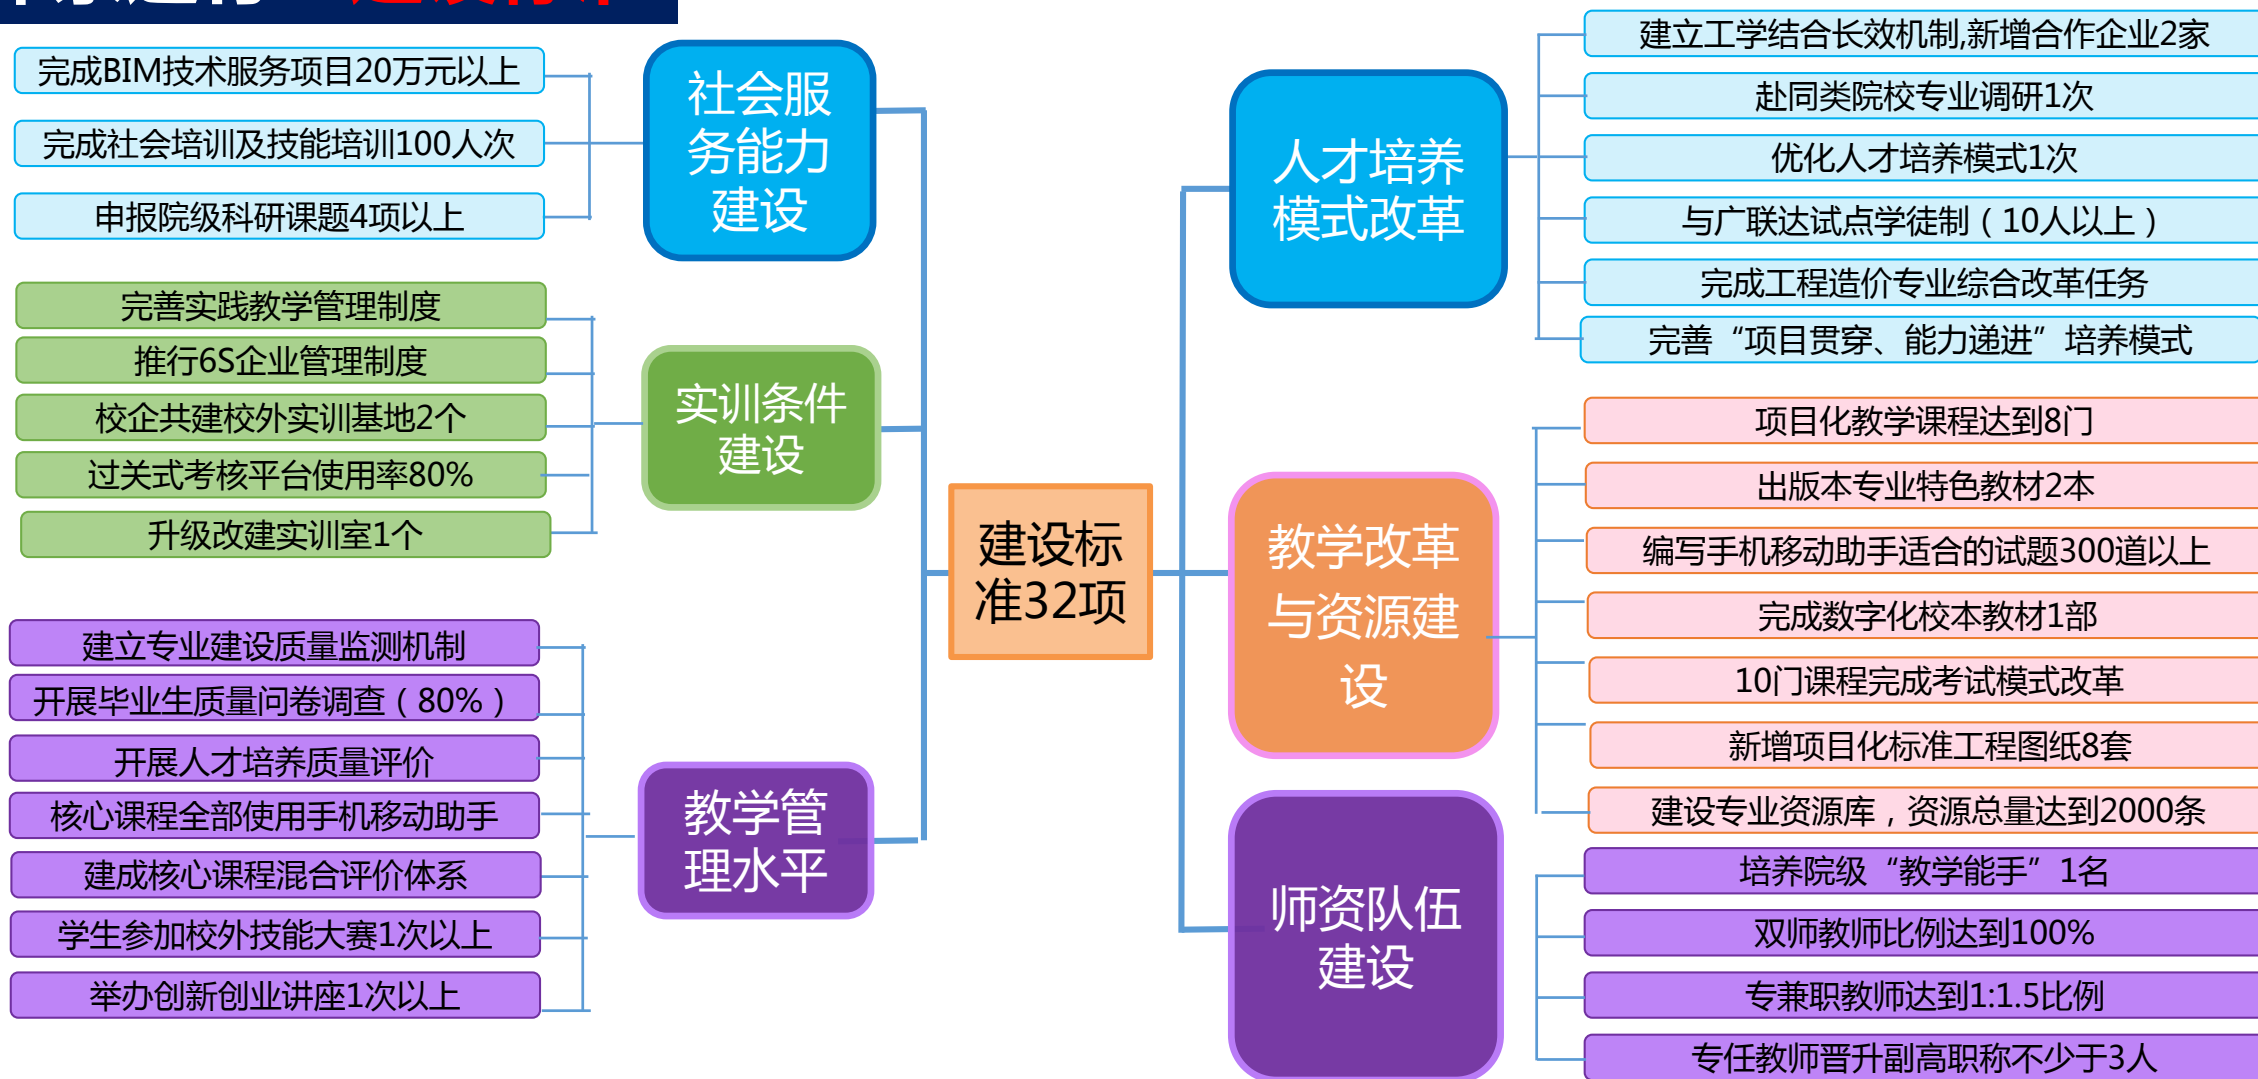 完成BIM技术服务项目20万元以上
完成社会培训及技能培训100人次
申报院级科研课题4项以上
社会服
务能力
建设
完善实践教学管理制度
推行6S企业管理制度
校企共建校外实训基地2个
过关式考核平台使用率80%
升级改建实训室1个
实训条件
建设
建立专业建设质量监测机制
开展毕业生质量问卷调查（80%）
开展人才培养质量评价
核心课程全部使用手机移动助手
建成核心课程混合评价体系
学生参加校外技能大赛1次以上
举办创新创业讲座1次以上
教学管
理水平
建设标
准32项
人才培养
模式改革
建立工学结合长效机制,新增合作企业2家
赴同类院校专业调研1次
优化人才培养模式1次
与广联达试点学徒制（10人以上）
完成工程造价专业综合改革任务
完善“项目贯穿、能力递进”培养模式
教学改革
与资源建
设
项目化教学课程达到8门
出版本专业特色教材2本
编写手机移动助手适合的试题300道以上
完成数字化校本教材1部
10门课程完成考试模式改革
新增项目化标准工程图纸8套
建设专业资源库，资源总量达到2000条
师资队伍
建设
培养院级“教学能手”1名
双师教师比例达到100%
专兼职教师达到1:1.5比例
专任教师晋升副高职称不少于3人